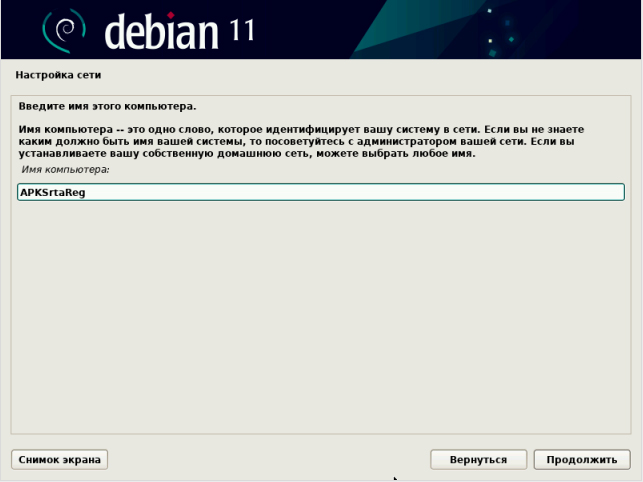 debian 11
Настройка сети
Введите имя этого компьютера.
Имя компьютера -- это одно слово, которое идентифицирует вашу систему в сети. Если вы не знаете
каким должно быть имя вашей системы, то посоветуйтесь с администратором вашей сети. Если вы
устанавливаете вашу собственную домашнюю сеть, можете выбрать любое имя.
Имя компьютера:
APKSrtaReg
Снимок экрана
Вернуться
Продолжить